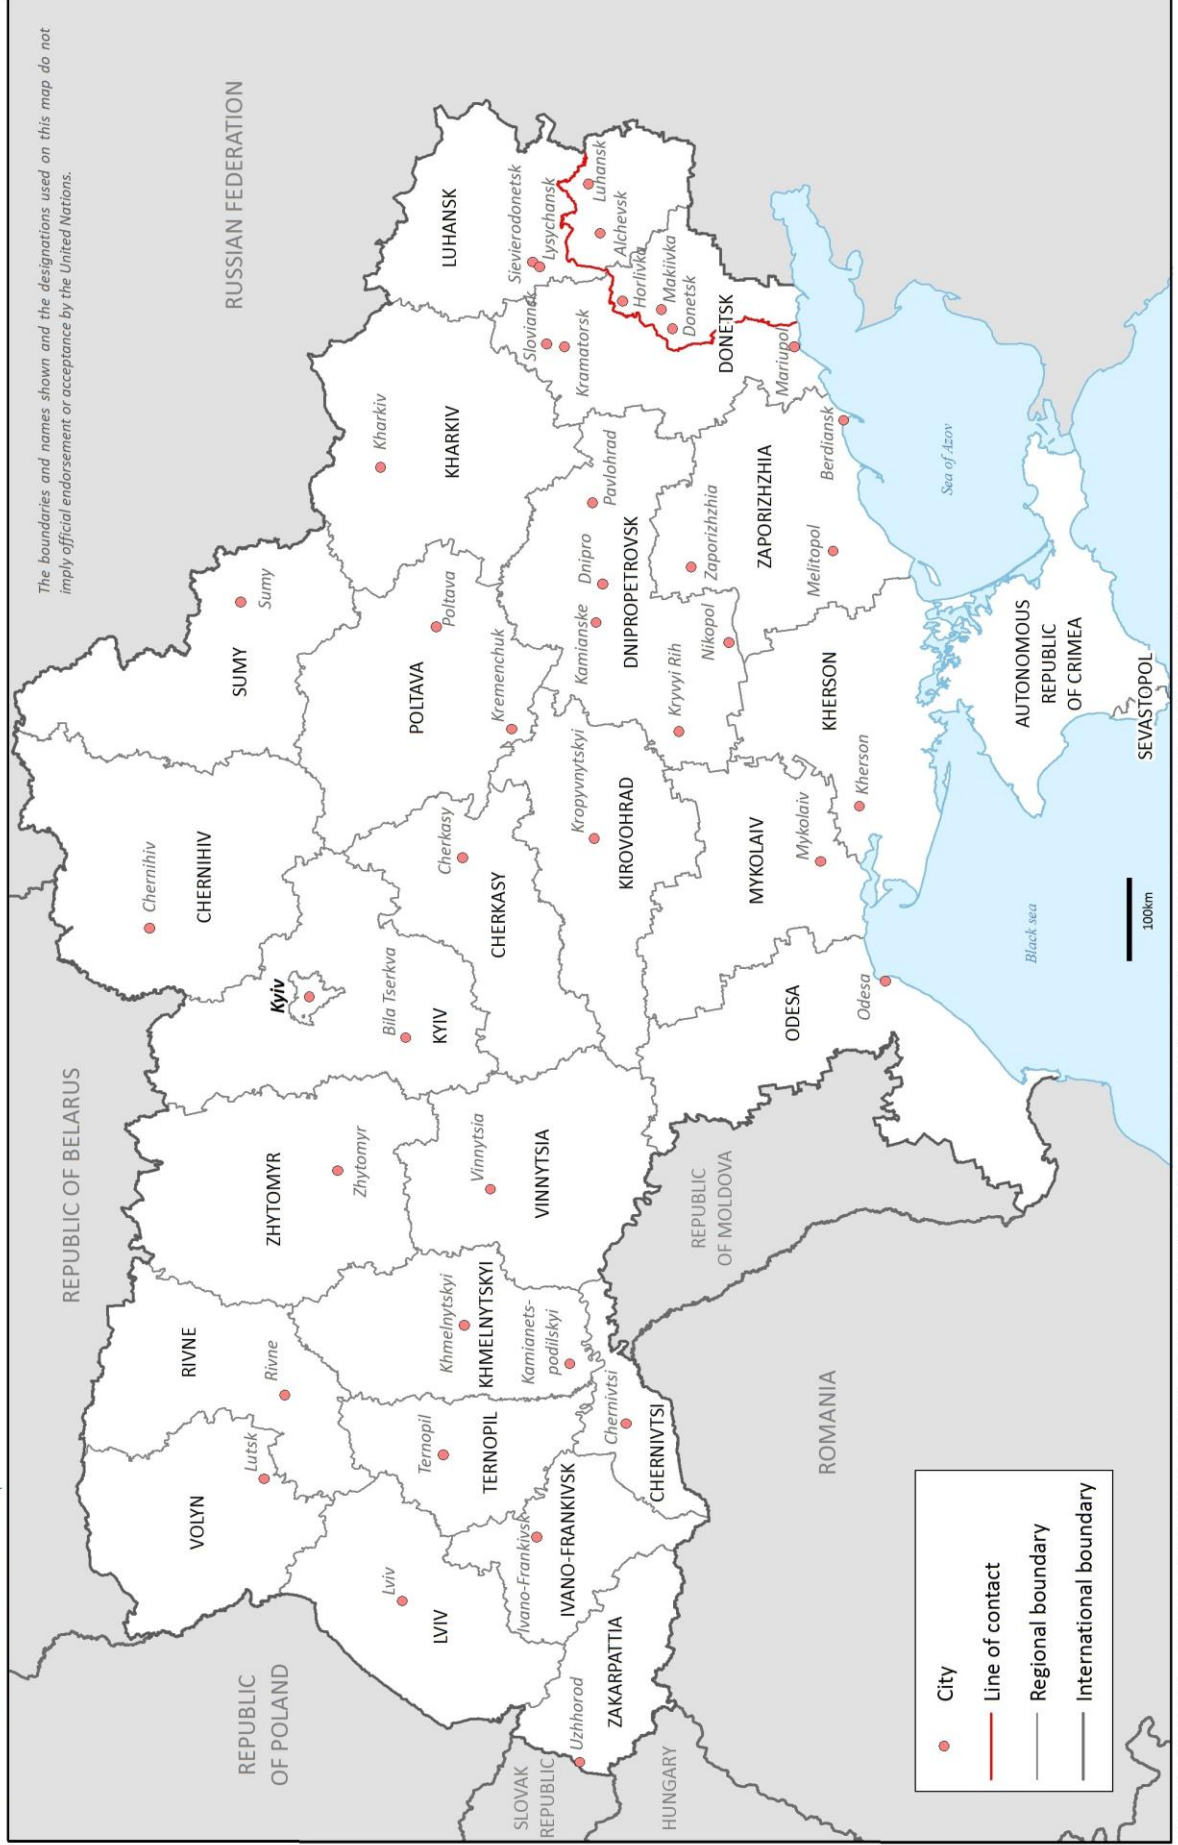 The boundaries and names shown and the designations used on this map do not
imply official endorsement or acceptance by the United Nations.
RUSSIAN FEDERATION
REPUBLIC OF BELARUS
REPUBLIC
OF POLAND
SLOVAK
REPUBLIC
HUNGARY
ROMANIA
REPUBLIC
OF MOLDOVA
VOLYN
Lutsk
RIVNE
Rivne
ZHYTOMYR
Zhytomyr
Kyiv
Bila Tserkva
KYIV
CHERNIHIV
Chernihiv
SUMY
Sumy
LVIV
Lviv
TERNOPIL
Ternopil
KHMELNYTSKYI
Khmelnytskyi
Kamianets-
podilskyi
VINNYTSIA
Vinnytsia
CHERKASY
Cherkasy
POLTAVA
Poltava
Kremenchuk
KHARKIV
Kharkiv
LUHANSK
Sievierodonetsk
Lysychansk
Luhansk
Alchevsk
ZAKARPATTIA
Uzhhorod
IVANO-FRANKIVSK
Ivano-Frankivsk
CHERNIVTSI
Chernivtsi
KIROVOHRAD
Kropyvnytskyi
DNIPROPETROVSK
Kamianske
Dnipro
Pavlohrad
Kryvyi Rih
Nikopol
DONETSK
Sloviansk
Kramatorsk
Horlivka
Makiivka
Donetsk
Mariupol
ODESA
Odesa
MYKOLAIV
Mykolaiv
KHERSON
Kherson
ZAPORIZHZHIA
Zaporizhzhia
Melitopol
Berdiansk
AUTONOMOUS
REPUBLIC
OF CRIMEA
SEVASTOPOL
Black sea
Sea of Azov
100km
City
Line of contact
Regional boundary
International boundary